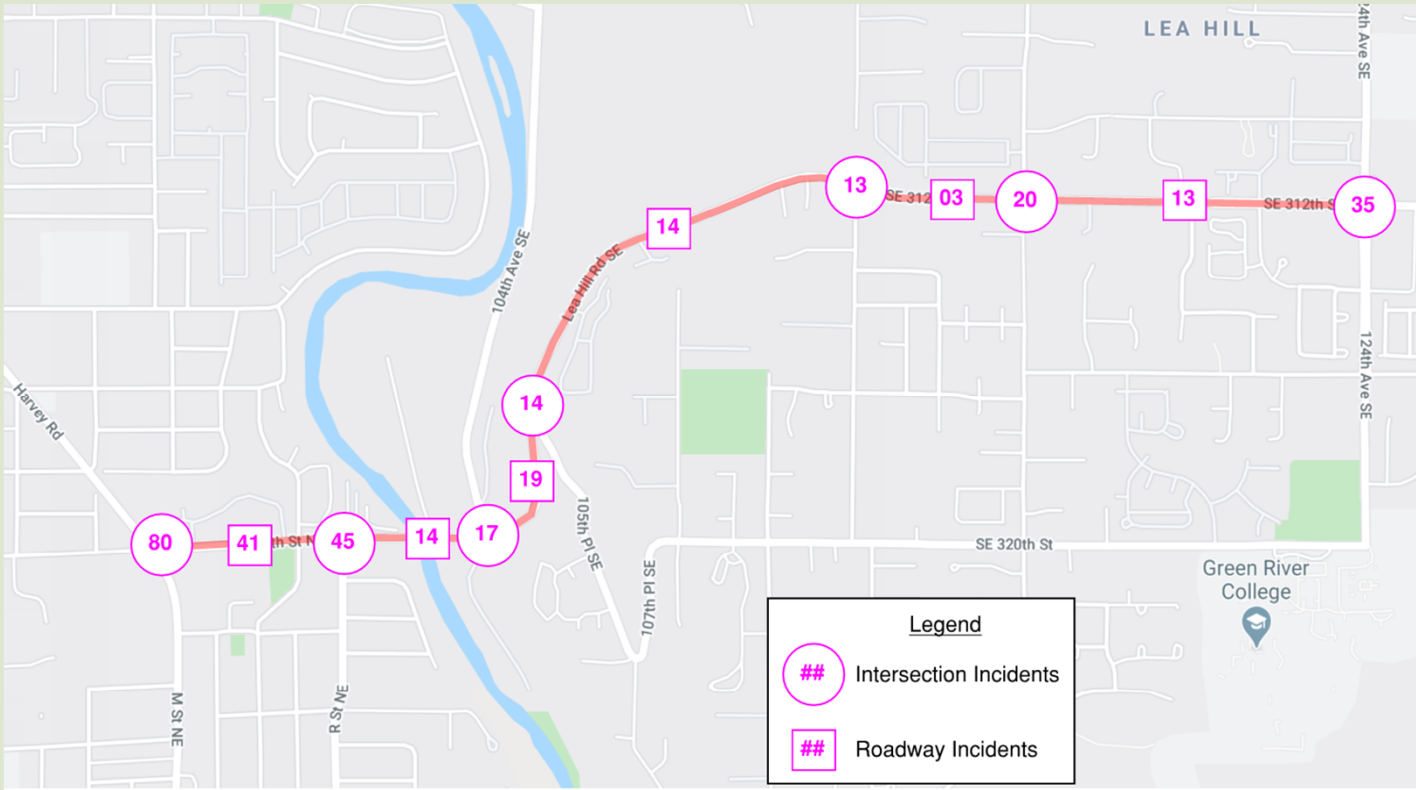 24th Ave SE
LEA HILL
13
SE 312
03
20
13
SE 312th S
35
14
104th Ave SE
Lea Hill Rd SE
124th Ave SE
Harvey Rd
14
19
105th Pl SE
80
41
th St N
45
14
17
SE 320th St
107th Pl SE
Green River
College
M St NE
R St NE
Legend
## Intersection Incidents
## Roadway Incidents